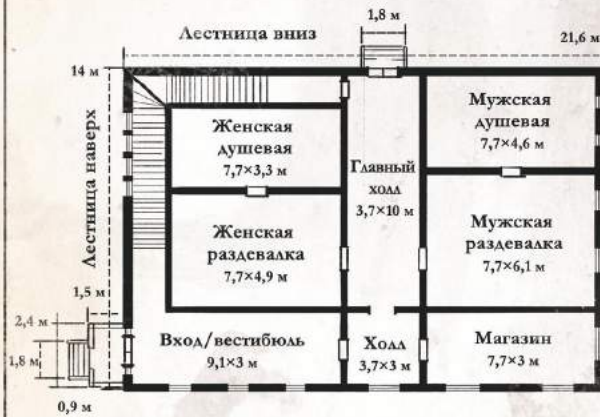 Лестница вниз
1,8 м
21,6 м
14 м
Лестница наверх
Женская
душевая
7,7×3,3 м
Главный
холл
3,7×10 м
Мужская
душевая
7,7×4,6 м
Женская
раздевалка
7,7×4,9 м
Мужская
раздевалка
7,7×6,1 м
1,5 м
2,4 м
1,8 м
0,9 м
Вход/вестибюль
9,1×3 м
Холл
3,7×3 м
Магазин
7,7×3 м